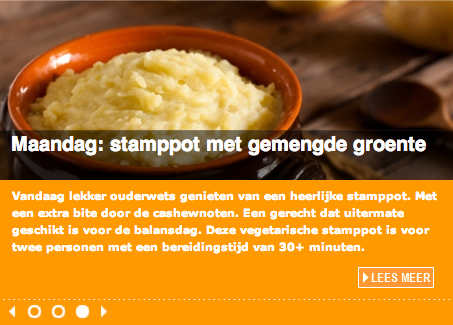 Maandag: stamppot met gemengde groente
Vandaag lekker ouderwets genieten van een heerlijke stamppot. Met
een extra bite door de cashewnoten. Een gerecht dat uitermate
geschikt is voor de balansdag. Deze vegetarische stamppot is voor
twee personen met een bereidingstijd van 30+ minuten.
LEES MEER